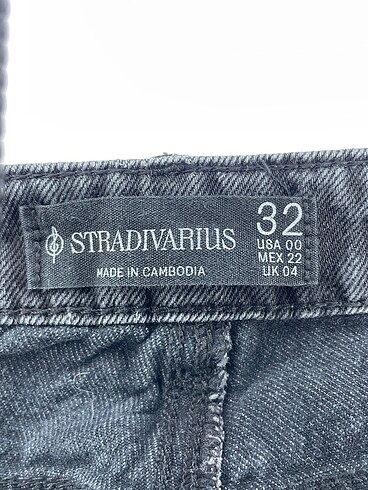 STRADIVARIUS
MADE IN CAMBODIA
32
USA 00
MEX 22
UK 04